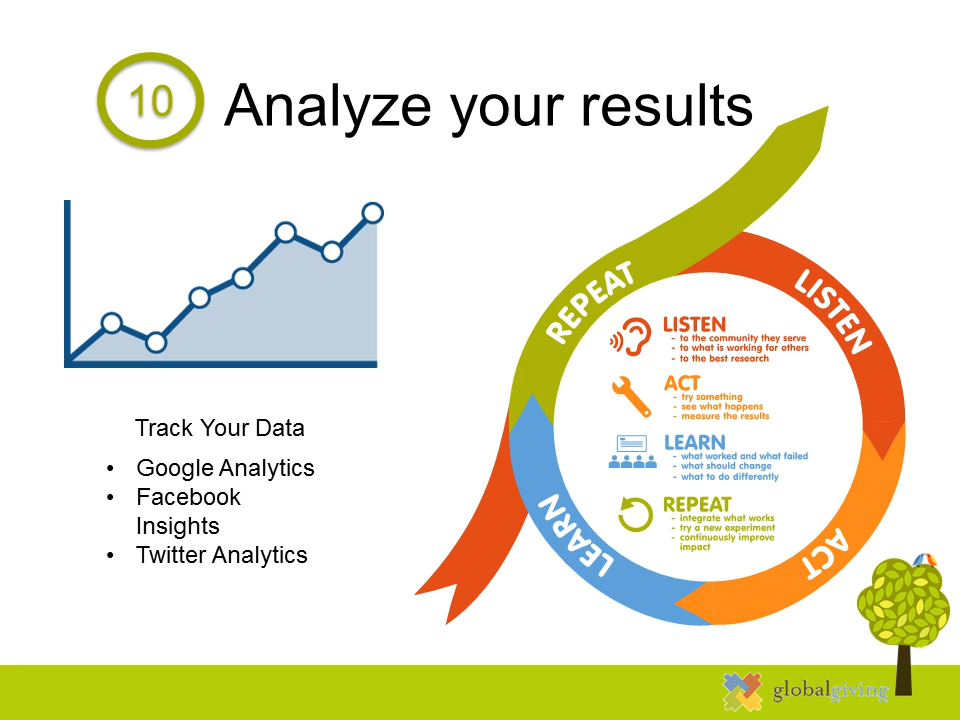 10
Analyze your results
Track Your Data
• Google Analytics
• Facebook
Insights
• Twitter Analytics
REPEAT
LISTEN
ACT
LEARN
LISTEN
- to the community they serve
- to what is working for others
- to the best research
ACT
- try something
- see what happens
- measure the results
LEARN
- what worked and what failed
- what should change
- what to do differently
REPEAT
- integrate what works
- try a new experiment
- continuously improve
impact
globalgiving